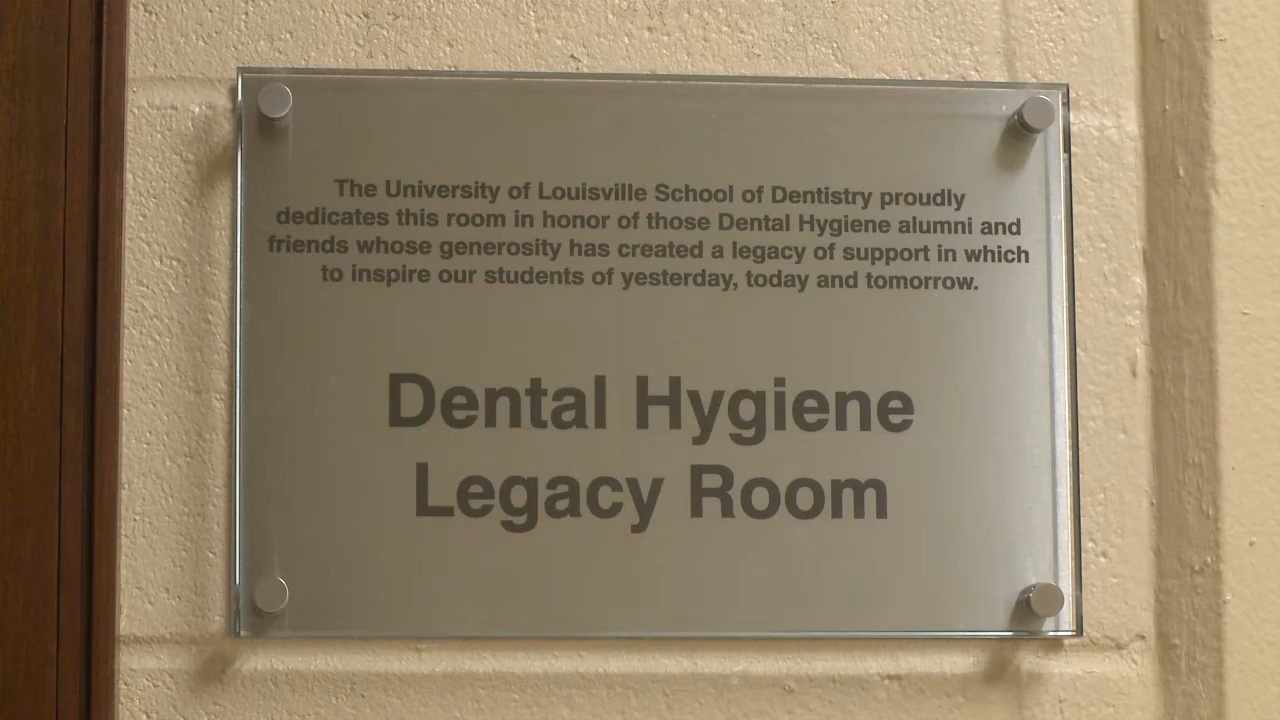 The University of Louisville School of Dentistry proudly
dedicates this room in honor of those Dental Hygiene alumni and
friends whose generosity has created a legacy of support in which
to inspire our students of yesterday, today and tomorrow.
Dental Hygiene
Legacy Room